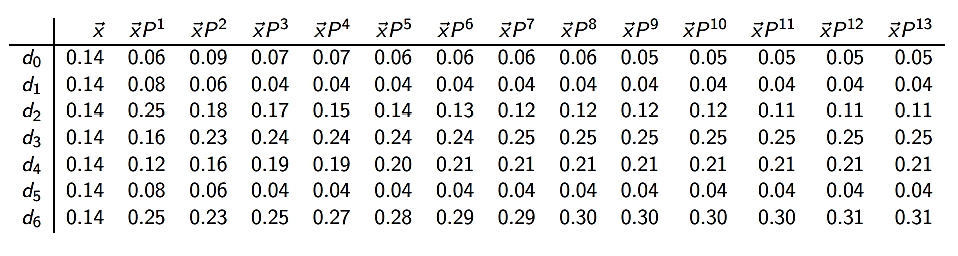 x⃗ x⃗P¹ x⃗P² x⃗P³ x⃗P⁴ x⃗P⁵ x⃗P⁶ x⃗P⁷ x⃗P⁸ x⃗P⁹ x⃗P¹⁰ x⃗P¹¹ x⃗P¹² x⃗P¹³
d₀ 0.14 0.06 0.09 0.07 0.07 0.06 0.06 0.06 0.06 0.05 0.05 0.05 0.05 0.05
d₁ 0.14 0.08 0.06 0.04 0.04 0.04 0.04 0.04 0.04 0.04 0.04 0.04 0.04 0.04
d₂ 0.14 0.25 0.18 0.17 0.15 0.14 0.13 0.12 0.12 0.12 0.12 0.11 0.11 0.11
d₃ 0.14 0.16 0.23 0.24 0.24 0.24 0.24 0.25 0.25 0.25 0.25 0.25 0.25 0.25
d₄ 0.14 0.12 0.16 0.19 0.19 0.20 0.21 0.21 0.21 0.21 0.21 0.21 0.21 0.21
d₅ 0.14 0.08 0.06 0.04 0.04 0.04 0.04 0.04 0.04 0.04 0.04 0.04 0.04 0.04
d₆ 0.14 0.25 0.23 0.25 0.27 0.28 0.29 0.29 0.30 0.30 0.30 0.30 0.31 0.31